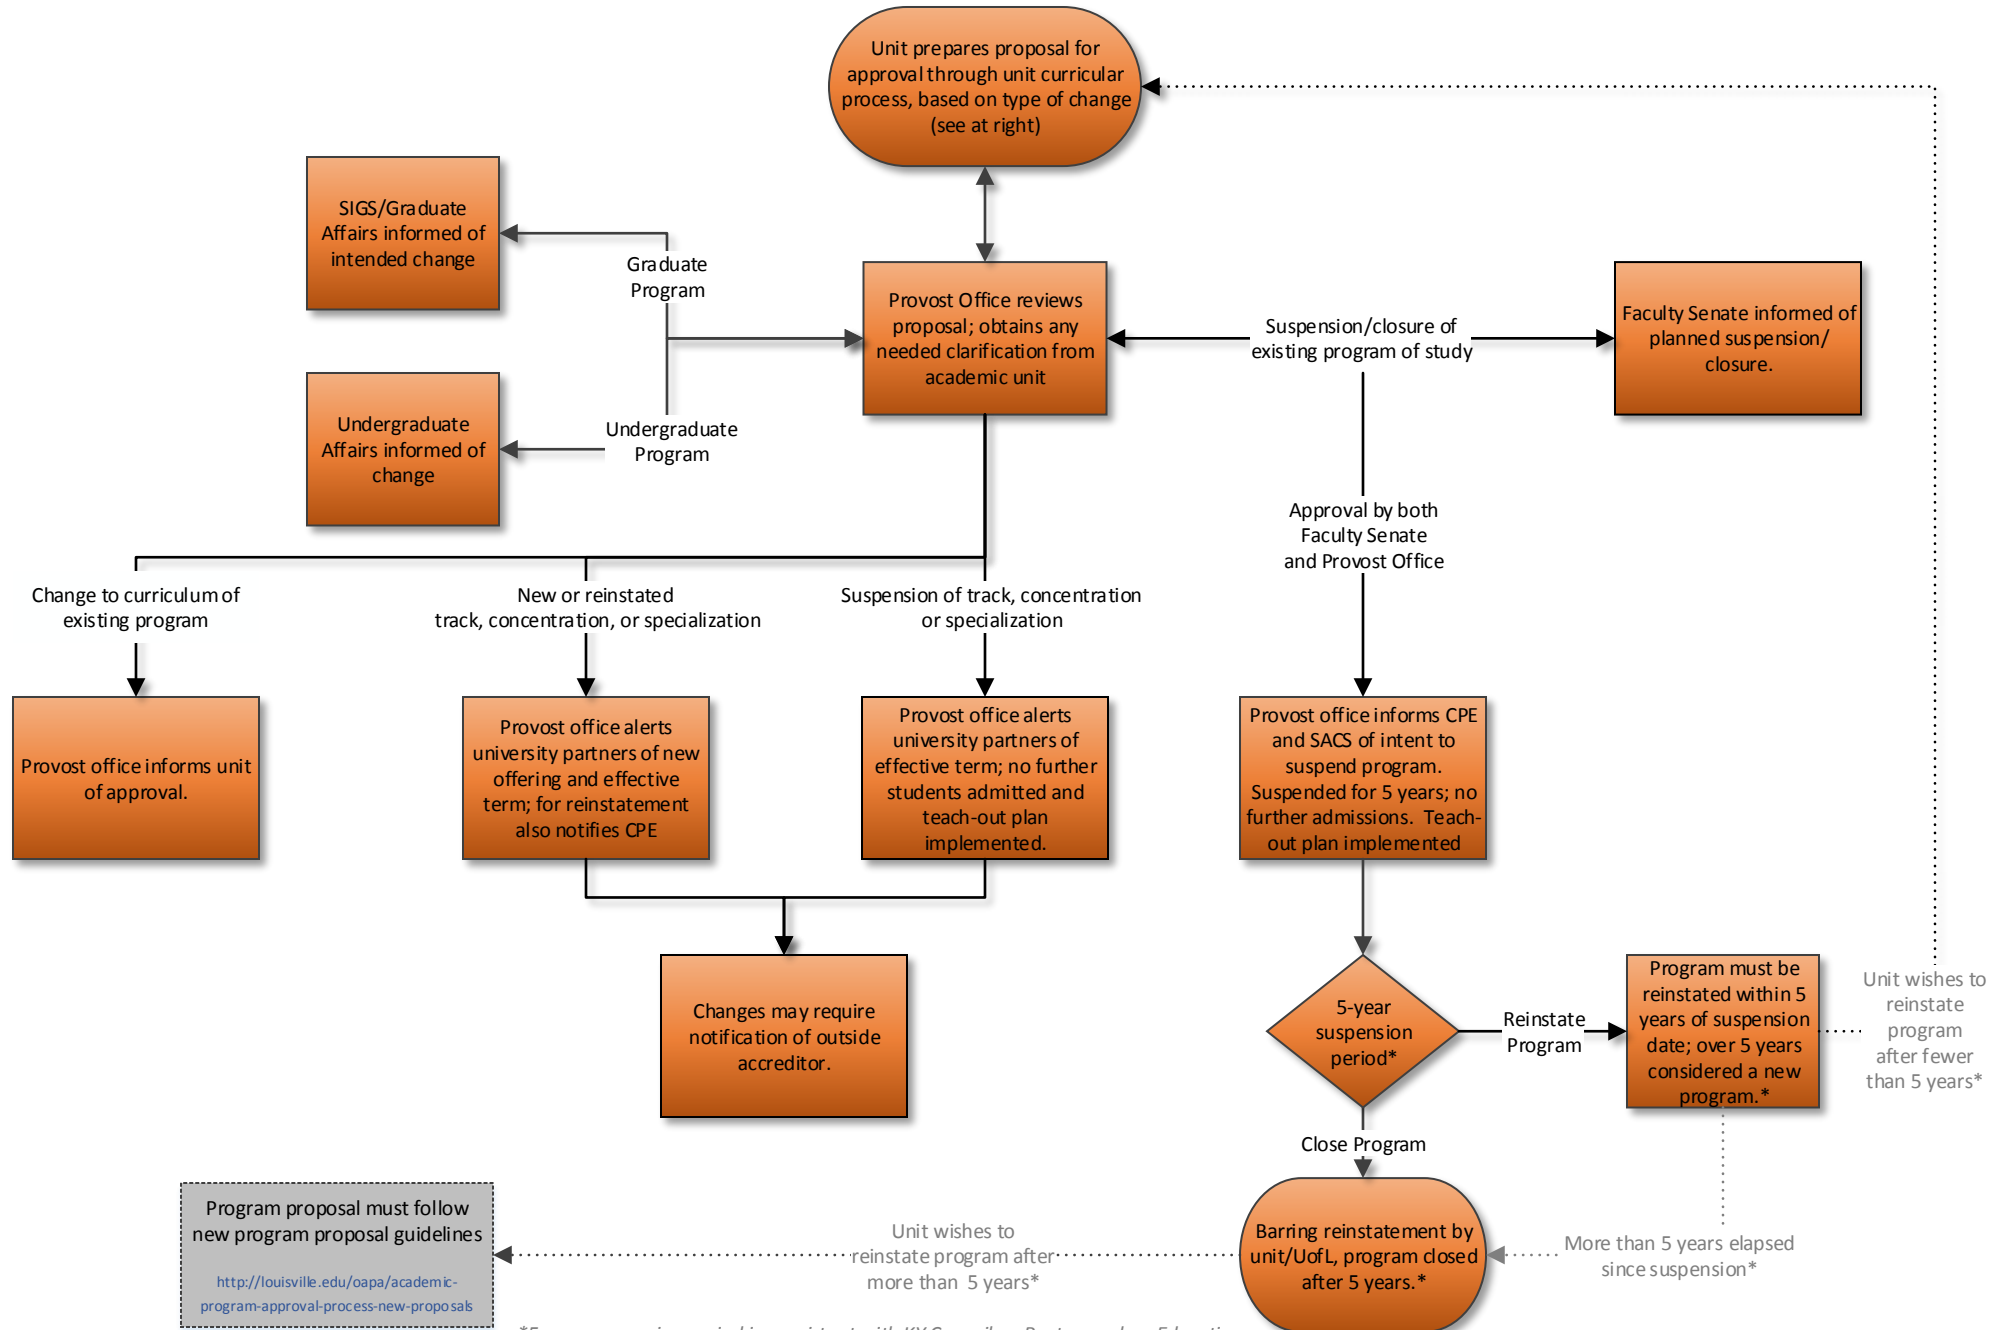 Unit prepares proposal for
approval through unit curricular
process, based on type of change
(see at right)
SIGS/Graduate
Affairs informed of
intended change
Graduate
Program
Provost Office reviews
proposal; obtains any
needed clarification from
academic unit
Suspension/closure of
existing program of study
Faculty Senate informed of
planned suspension/
closure.
Undergraduate
Affairs informed of
change
Undergraduate
Program
Approval by both
Faculty Senate
and Provost Office
Change to curriculum of
existing program
New or reinstated
track, concentration, or specialization
Suspension of track, concentration
or specialization
Provost office informs unit
of approval.
Provost office alerts
university partners of new
offering and effective
term; for reinstatement
also notifies CPE
Provost office alerts
university partners of
effective term; no further
students admitted and
teach-out plan
implemented.
Provost office informs CPE
and SACS of intent to
suspend program.
Suspended for 5 years; no
further admissions. Teach-
out plan implemented
Changes may require
notification of outside
accreditor.
5-year
suspension
period*
Reinstate
Program
Program must be
reinstated within 5
years of suspension
date; over 5 years
considered a new
program.*
Unit wishes to
reinstate
program
after fewer
than 5 years*
Close Program
Program proposal must follow
new program proposal guidelines
http://louisville.edu/oapa/academic-
program-approval-process-new-proposals
Unit wishes to
reinstate program after
more than 5 years*
Barring reinstatement by
unit/UofL, program closed
after 5 years.*
More than 5 years elapsed
since suspension*